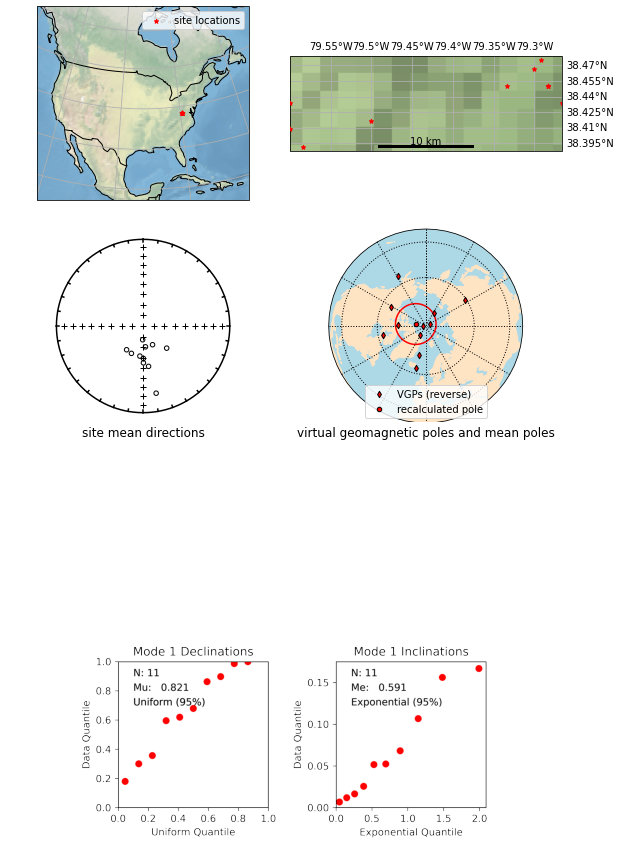 site locations
79.55°W 79.5°W 79.45°W 79.4°W 79.35°W 79.3°W
38.47°N
38.455°N
38.44°N
38.425°N
38.41°N
38.395°N
10 km
site mean directions
VGPs (reverse)
recalculated pole
virtual geomagnetic poles and mean poles
Mode 1 Declinations
N: 11
Mu: 0.821
Uniform (95%)
Data Quantile
1.0
0.8
0.6
0.4
0.2
0.0
0.0 0.2 0.4 0.6 0.8 1.0
Uniform Quantile
Mode 1 Inclinations
N: 11
Me: 0.591
Exponential (95%)
Data Quantile
0.15
0.10
0.05
0.00
0.0 0.5 1.0 1.5 2.0
Exponential Quantile